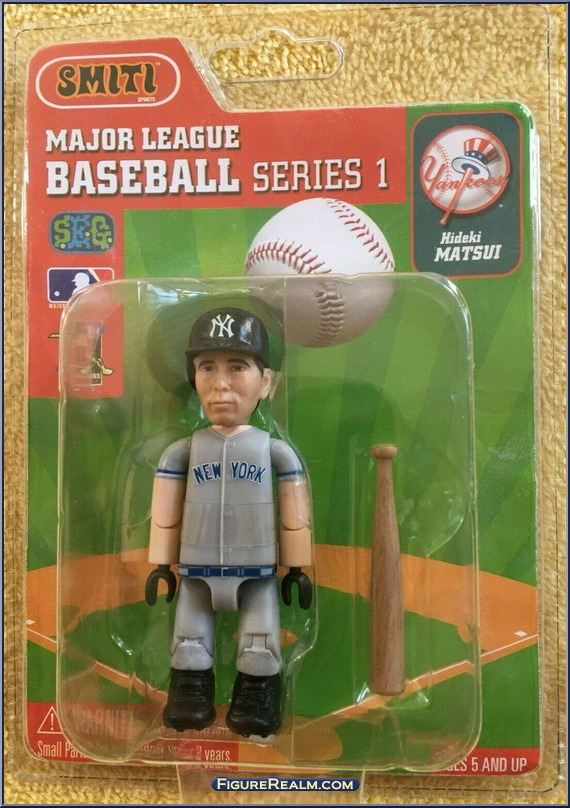 SMITI
SPORTS
MAJOR LEAGUE
BASEBALL SERIES 1
Yankees
Hideki
MATSUI
SEG
NY
NEW YORK
WARNING
Small Parts
years.
years.
AGES 5 AND UP
FIGUREREALM.COM